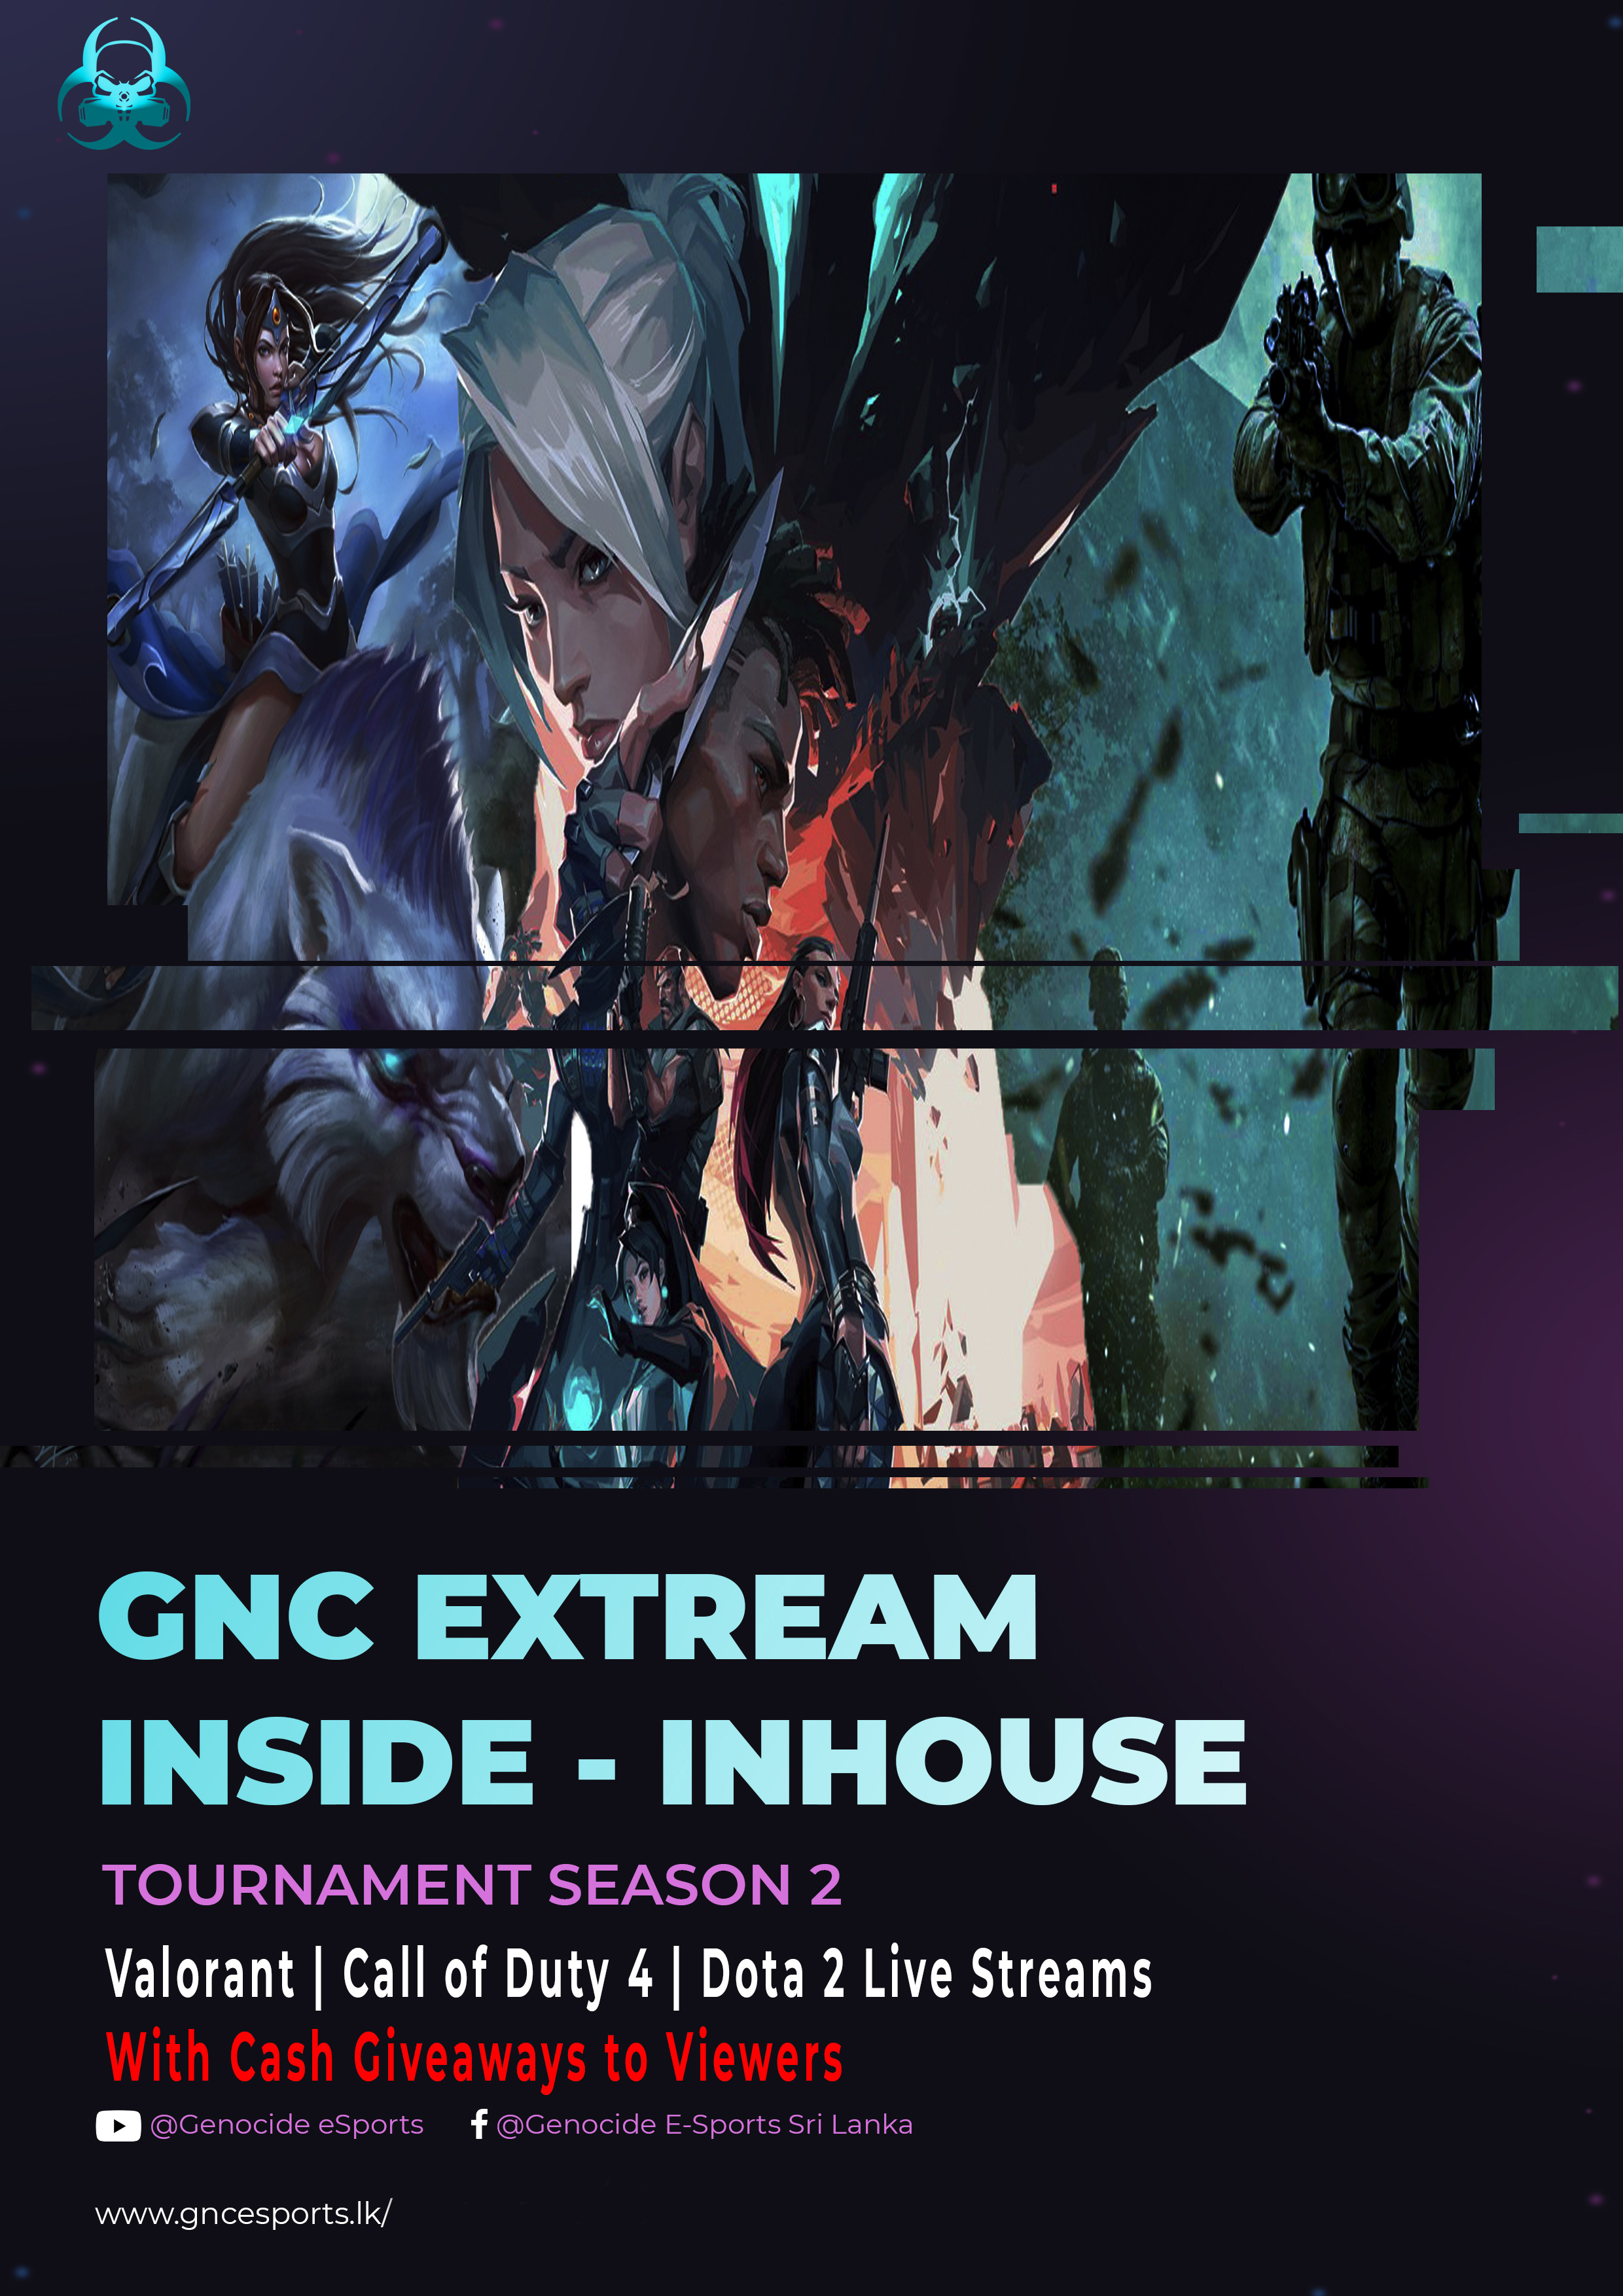 GNC EXTREAM
INSIDE - INHOUSE
TOURNAMENT SEASON 2
Valorant | Call of Duty 4 | Dota 2 Live Streams
With Cash Giveaways to Viewers
@Genocide eSports @Genocide E-Sports Sri Lanka
www.gncesports.lk/